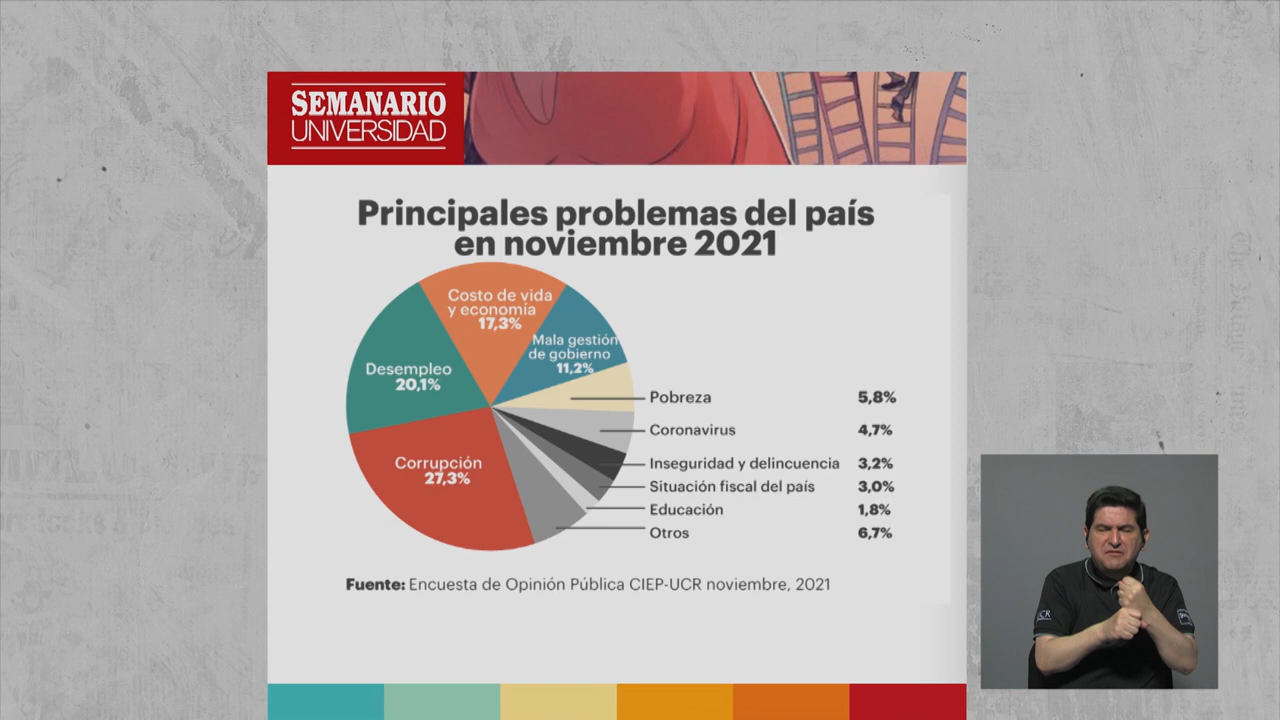 SEMANARIO
UNIVERSIDAD
Principales problemas del país
en noviembre 2021
Costo de vida
y economía
17,3%
Mala gestión
de gobierno
11,2%
Desempleo
20,1%
Corrupción
27,3%
Pobreza 5,8%
Coronavirus 4,7%
Inseguridad y delincuencia 3,2%
Situación fiscal del país 3,0%
Educación 1,8%
Otros 6,7%
Fuente: Encuesta de Opinión Pública CIEP-UCR noviembre, 2021